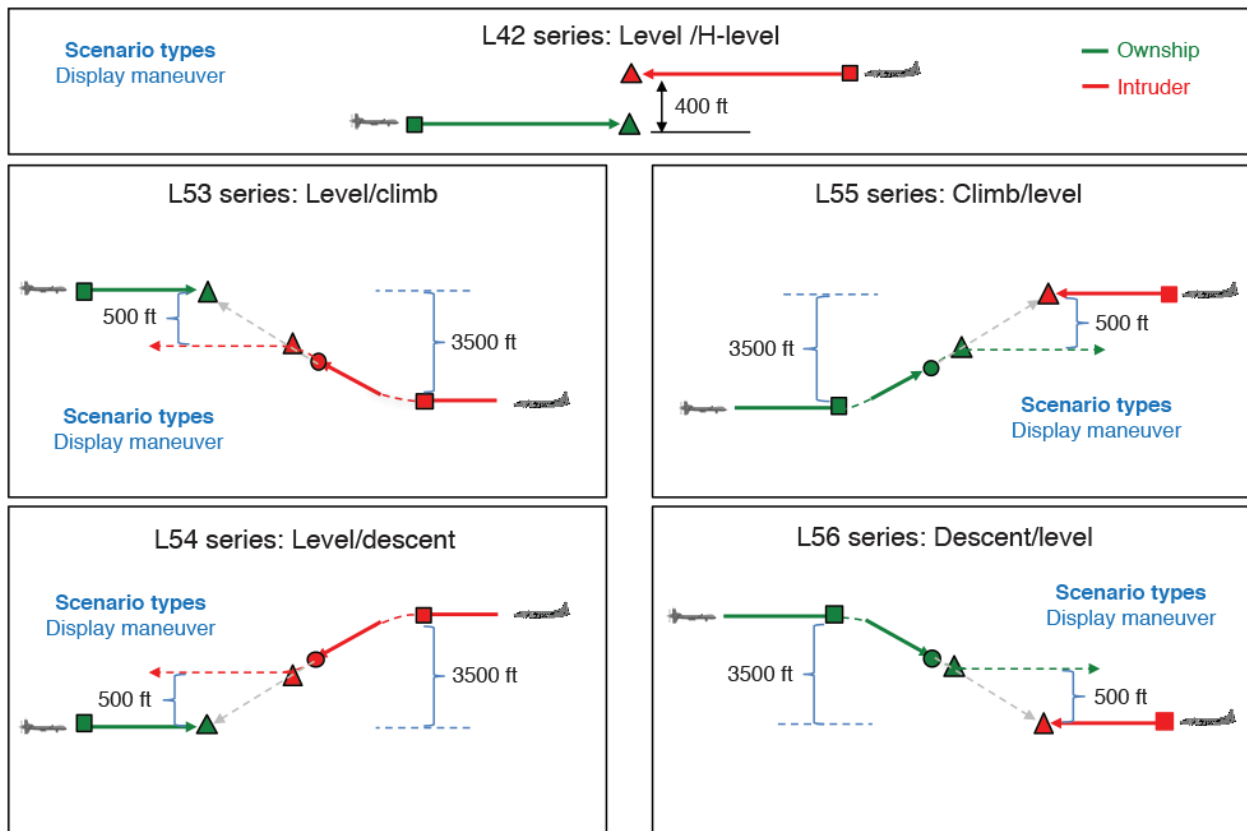 L42 series: Level /H-level
Scenario types
Display maneuver
Ownship
Intruder
400 ft
L53 series: Level/climb
500 ft
3500 ft
Scenario types
Display maneuver
L55 series: Climb/level
3500 ft
500 ft
Scenario types
Display maneuver
L54 series: Level/descent
Scenario types
Display maneuver
500 ft
3500 ft
L56 series: Descent/level
Scenario types
Display maneuver
3500 ft
500 ft